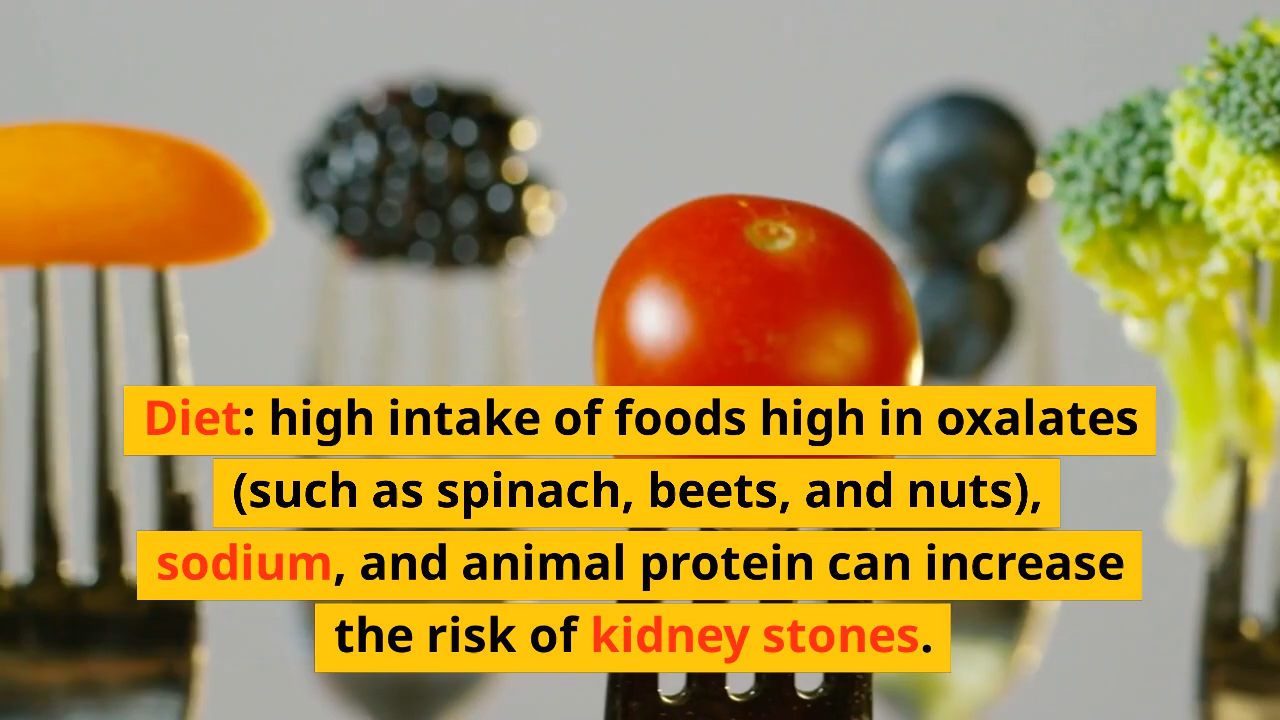 Diet: high intake of foods high in oxalates
(such as spinach, beets, and nuts),
sodium, and animal protein can increase
the risk of kidney stones.